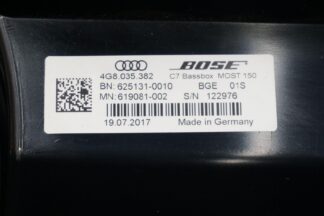 BOSE
4G8.035.382 C7 Bassbox MOST 150
BN: 625131-0010 BGE 01S
MN: 619081-002 S/N 122976
19.07.2017 Made in Germany